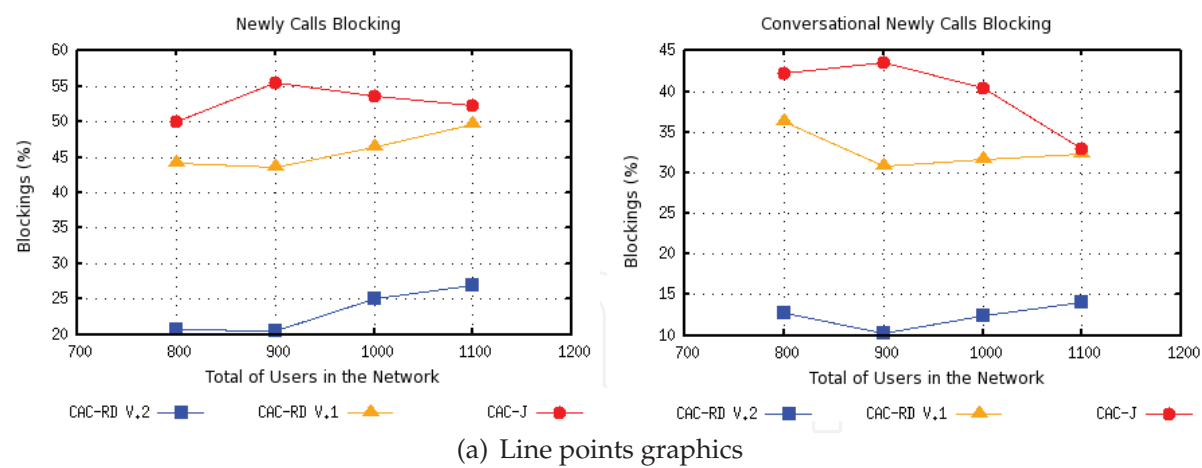 Newly Calls Blocking
60
55
50
45
40
35
30
25
20
Blockings (%)
700 800 900 1000 1100 1200
Total of Users in the Network
CAC-RD V.2 CAC-RD V.1 CAC-J
Conversational Newly Calls Blocking
45
40
35
30
25
20
15
10
Blockings (%)
700 800 900 1000 1100 1200
Total of Users in the Network
CAC-RD V.2 CAC-RD V.1 CAC-J
(a) Line points graphics